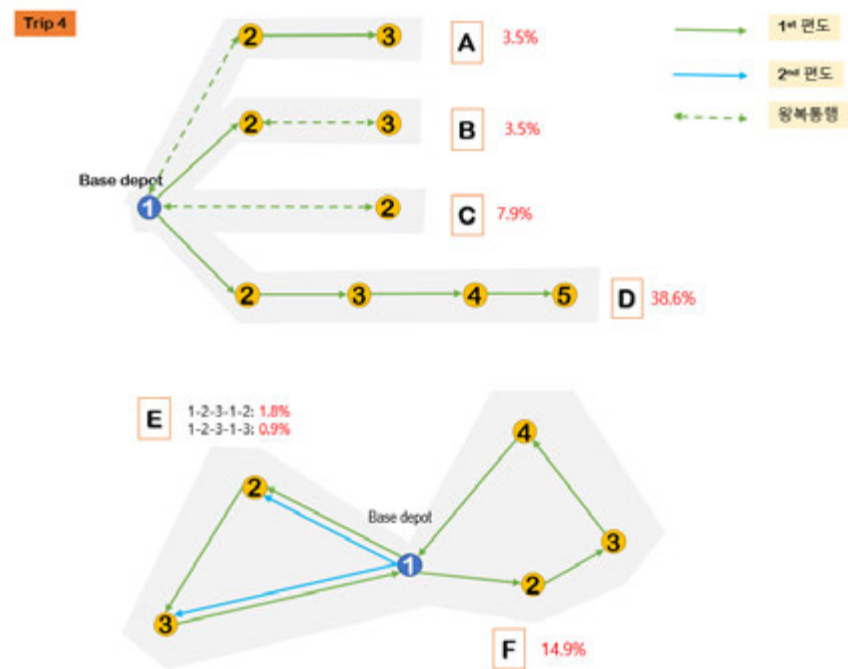 Trip 4
2 3 A 3.5%
1ˢᵗ 편도
2ⁿᵈ 편도
왕복통행
2 3 B 3.5%
Base depot
1 2 C 7.9%
2 3 4 5 D 38.6%
E 1-2-3-1-2: 1.8%
1-2-3-1-3: 0.9%
4
2
Base depot
1
3
2
3
F 14.9%